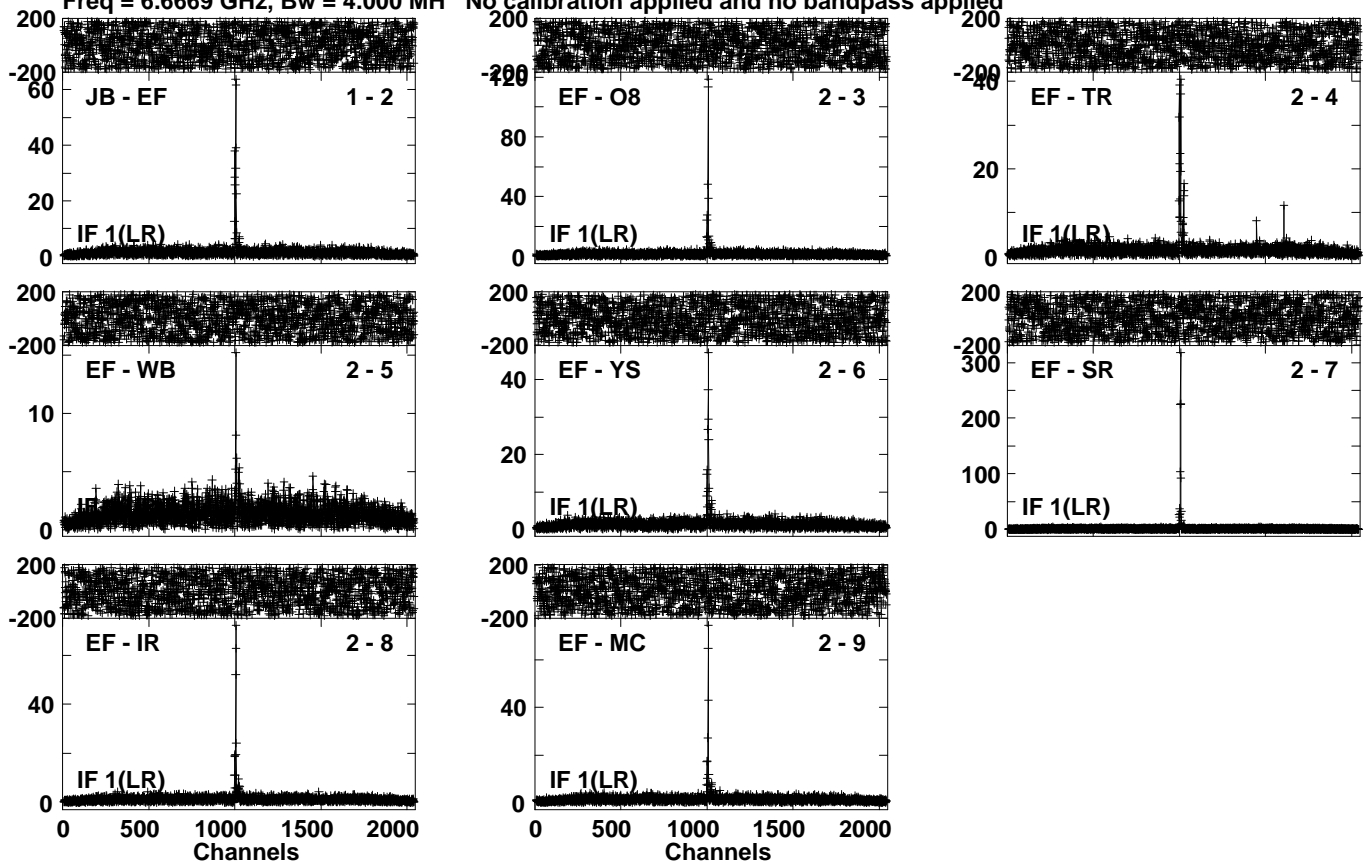 Freq = 6.6669 GHz, Bw = 4.000 MH No calibration applied and no bandpass applied
200
-200
60
40
20
0
JB - EF 1 - 2
IF 1(LR)
200
-200
120
80
40
0
EF - O8 2 - 3
IF 1(LR)
200
-200
40
20
0
EF - TR 2 - 4
IF 1(LR)
200
-200
10
0
EF - WB 2 - 5
200
-200
40
20
0
EF - YS 2 - 6
IF 1(LR)
200
-200
300
200
100
0
EF - SR 2 - 7
IF 1(LR)
200
-200
40
0
EF - IR 2 - 8
IF 1(LR)
0 500 1000 1500 2000
Channels
200
-200
40
0
EF - MC 2 - 9
IF 1(LR)
0 500 1000 1500 2000
Channels